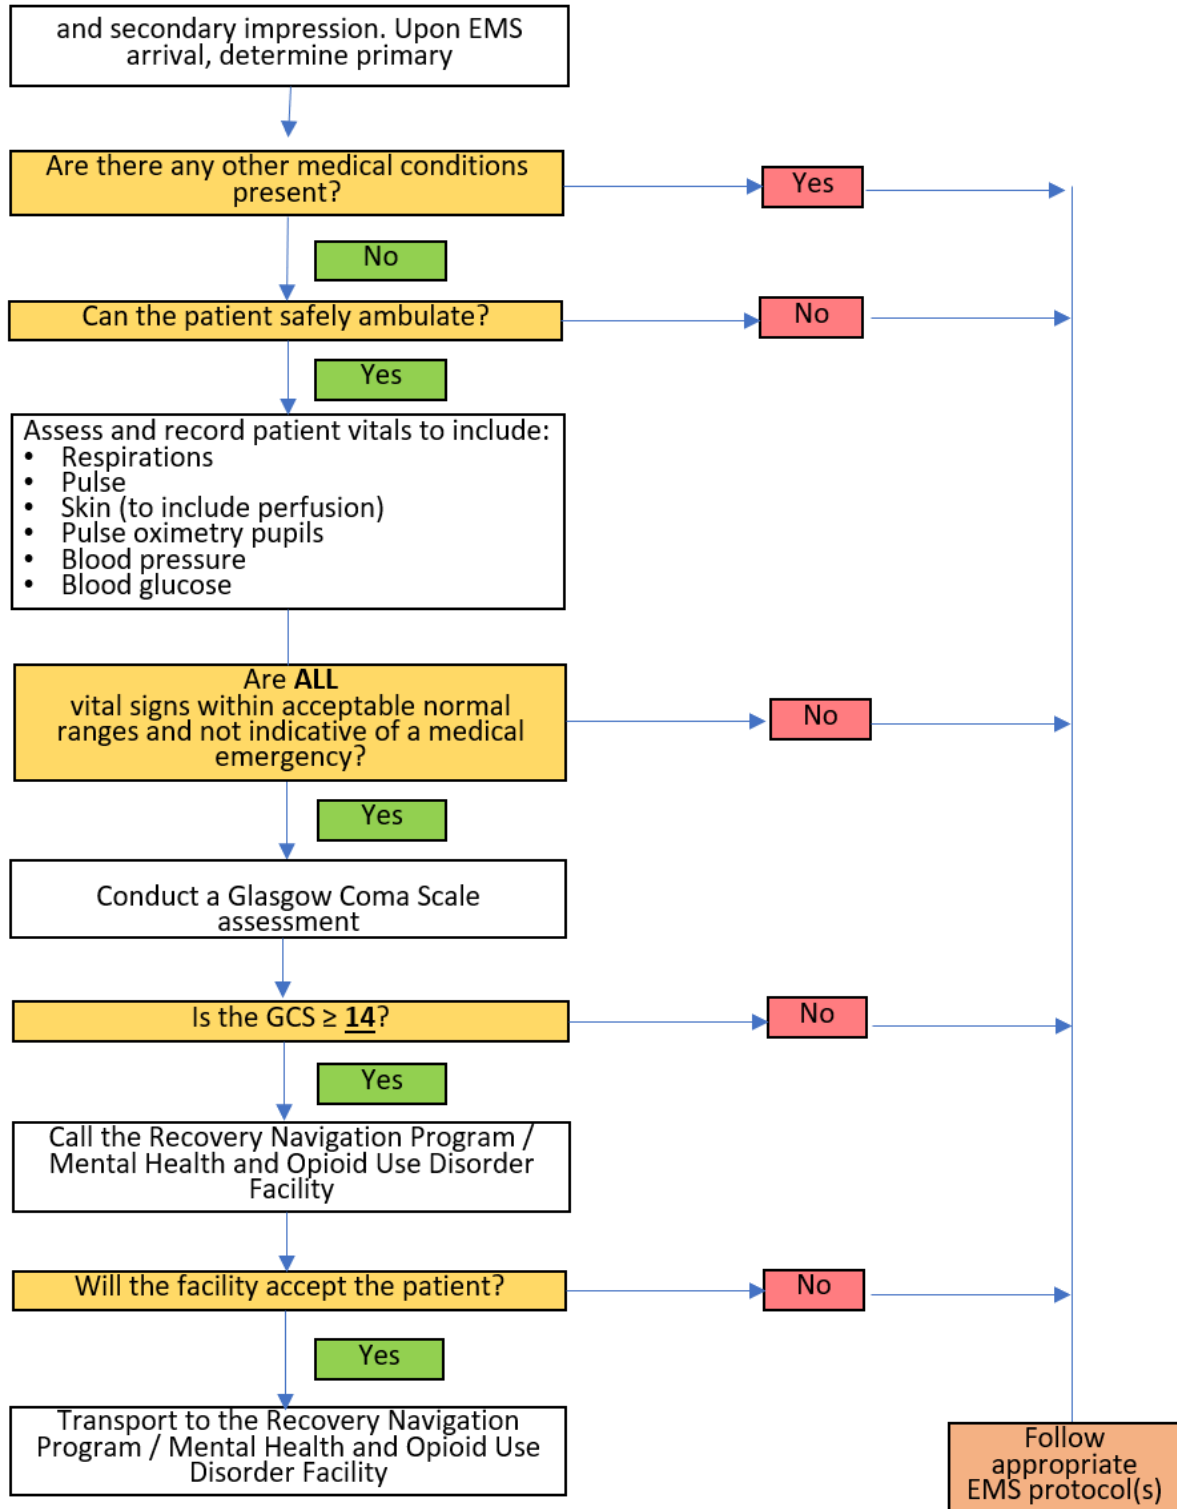 and secondary impression. Upon EMS
arrival, determine primary
Are there any other medical conditions
present?
Yes
No
Can the patient safely ambulate?
No
Yes
Assess and record patient vitals to include:
• Respirations
• Pulse
• Skin (to include perfusion)
• Pulse oximetry pupils
• Blood pressure
• Blood glucose
Are ALL
vital signs within acceptable normal
ranges and not indicative of a medical
emergency?
No
Yes
Conduct a Glasgow Coma Scale
assessment
Is the GCS ≥ 14?
No
Yes
Call the Recovery Navigation Program /
Mental Health and Opioid Use Disorder
Facility
Will the facility accept the patient?
No
Yes
Transport to the Recovery Navigation
Program / Mental Health and Opioid Use
Disorder Facility
Follow
appropriate
EMS protocol(s)